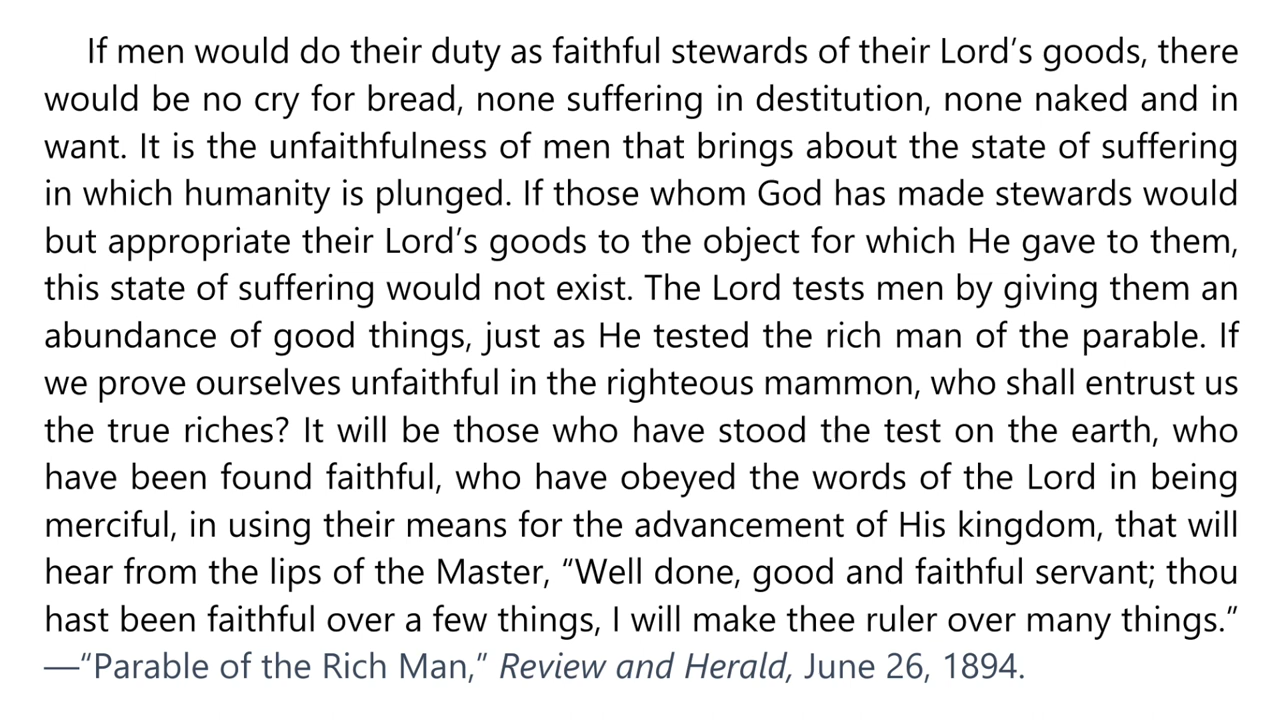 If men would do their duty as faithful stewards of their Lord’s goods, there
would be no cry for bread, none suffering in destitution, none naked and in
want. It is the unfaithfulness of men that brings about the state of suffering
in which humanity is plunged. If those whom God has made stewards would
but appropriate their Lord’s goods to the object for which He gave to them,
this state of suffering would not exist. The Lord tests men by giving them an
abundance of good things, just as He tested the rich man of the parable. If
we prove ourselves unfaithful in the righteous mammon, who shall entrust us
the true riches? It will be those who have stood the test on the earth, who
have been found faithful, who have obeyed the words of the Lord in being
merciful, in using their means for the advancement of His kingdom, that will
hear from the lips of the Master, “Well done, good and faithful servant; thou
hast been faithful over a few things, I will make thee ruler over many things.”
—“Parable of the Rich Man,” Review and Herald, June 26, 1894.